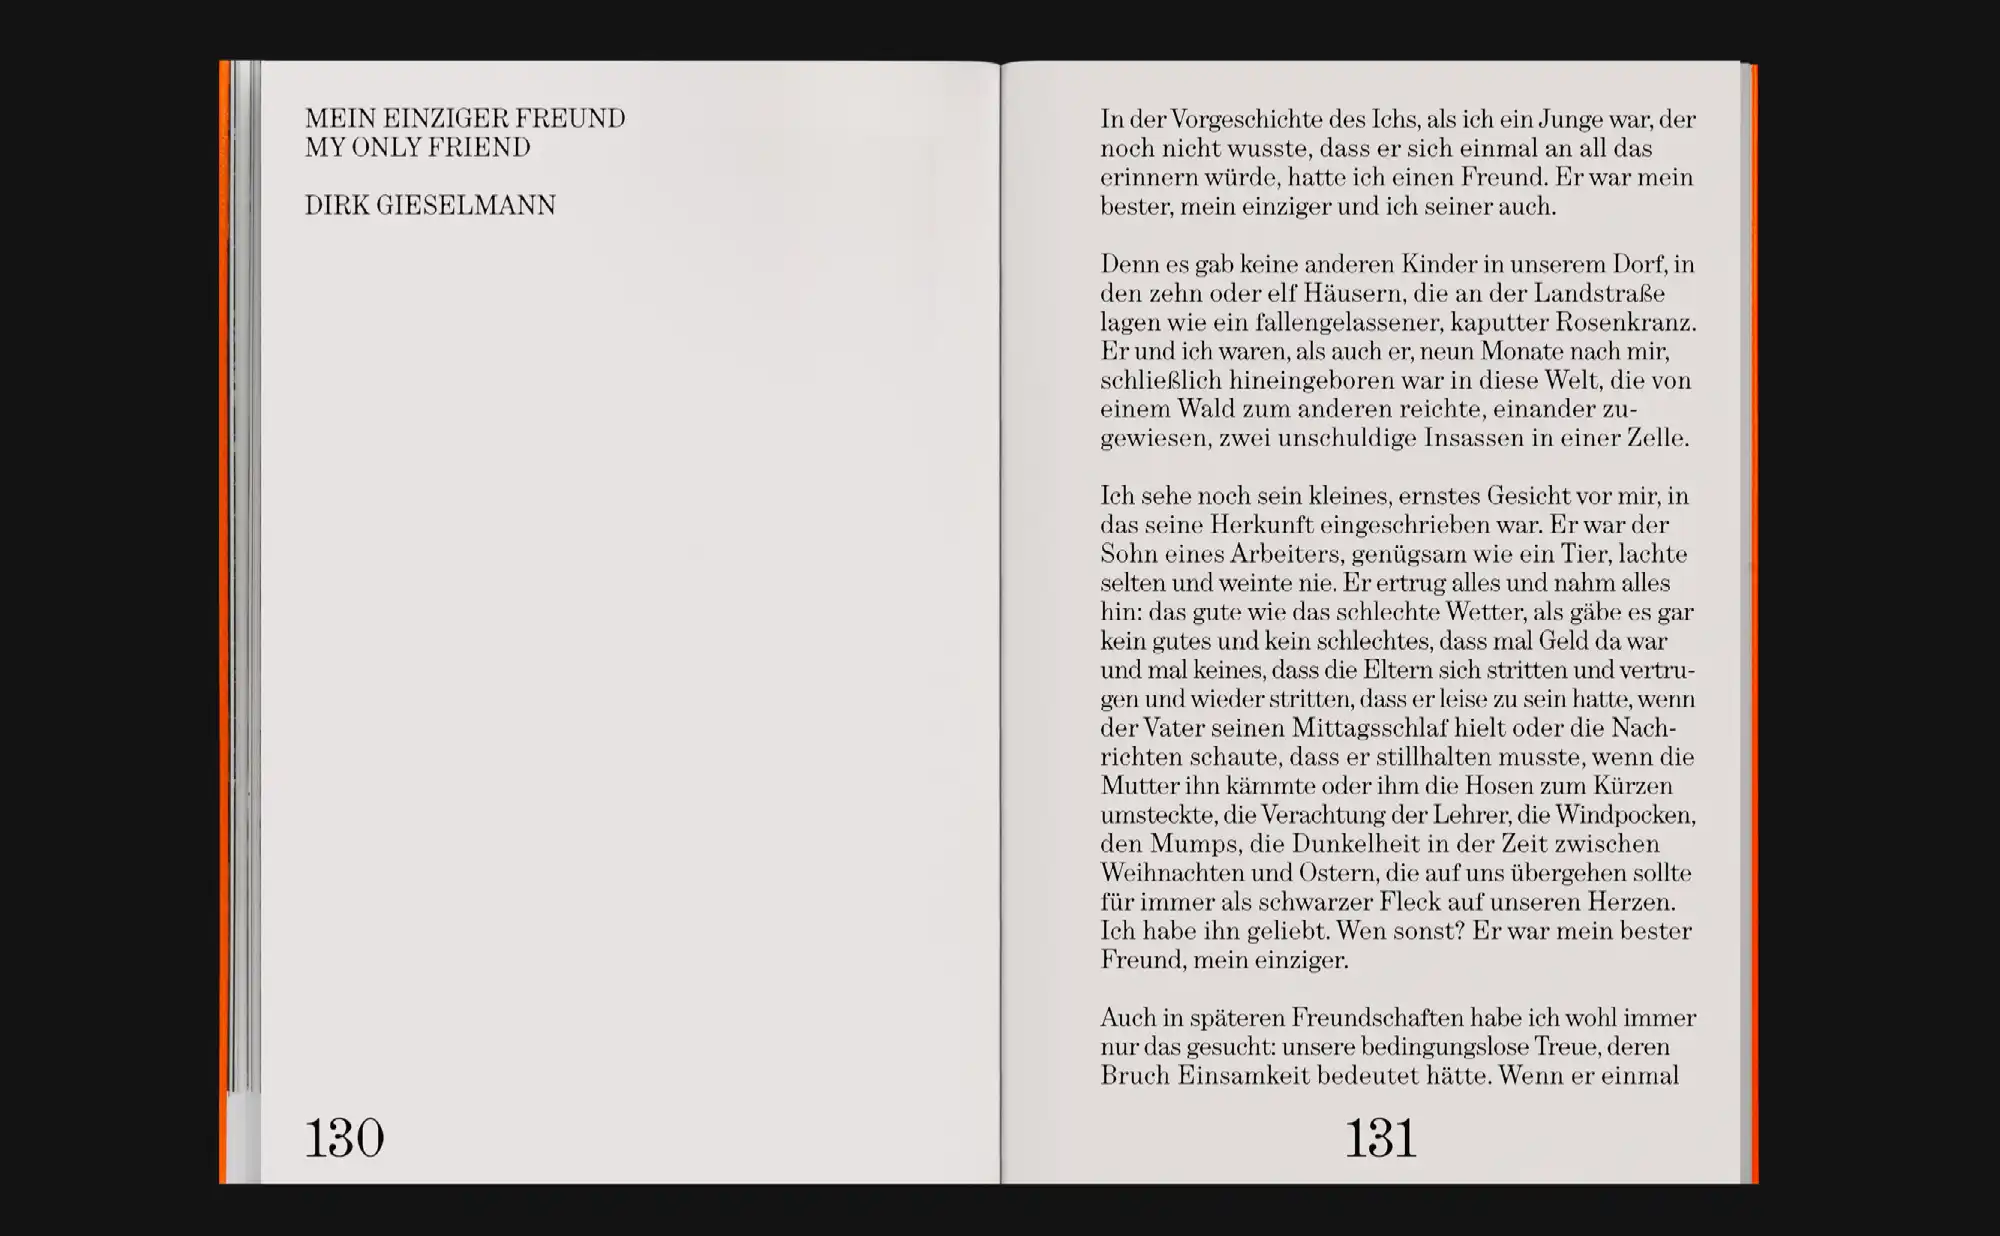 MEIN EINZIGER FREUND
MY ONLY FRIEND
DIRK GIESELMANN
130
In der Vorgeschichte des Ichs, als ich ein Junge war, der
noch nicht wusste, dass er sich einmal an all das
erinnern würde, hatte ich einen Freund. Er war mein
bester, mein einziger und ich seiner auch.
Denn es gab keine anderen Kinder in unserem Dorf, in
den zehn oder elf Häusern, die an der Landstraße
lagen wie ein fallengelassener, kaputter Rosenkranz.
Er und ich waren, als auch er, neun Monate nach mir,
schließlich hineingeboren war in diese Welt, die von
einem Wald zum anderen reichte, einander zu-
gewiesen, zwei unschuldige Insassen in einer Zelle.
Ich sehe noch sein kleines, ernstes Gesicht vor mir, in
das seine Herkunft eingeschrieben war. Er war der
Sohn eines Arbeiters, genügsam wie ein Tier, lachte
selten und weinte nie. Er ertrug alles und nahm alles
hin: das gute wie das schlechte Wetter, als gäbe es gar
kein gutes und kein schlechtes, dass mal Geld da war
und mal keines, dass die Eltern sich stritten und vertru-
gen und wieder stritten, dass er leise zu sein hatte, wenn
der Vater seinen Mittagsschlaf hielt oder die Nach-
richten schaute, dass er stillhalten musste, wenn die
Mutter ihn kämmte oder ihm die Hosen zum Kürzen
umsteckte, die Verachtung der Lehrer, die Windpocken,
den Mumps, die Dunkelheit in der Zeit zwischen
Weihnachten und Ostern, die auf uns übergehen sollte
für immer als schwarzer Fleck auf unseren Herzen.
Ich habe ihn geliebt. Wen sonst? Er war mein bester
Freund, mein einziger.
Auch in späteren Freundschaften habe ich wohl immer
nur das gesucht: unsere bedingungslose Treue, deren
Bruch Einsamkeit bedeutet hätte. Wenn er einmal
131